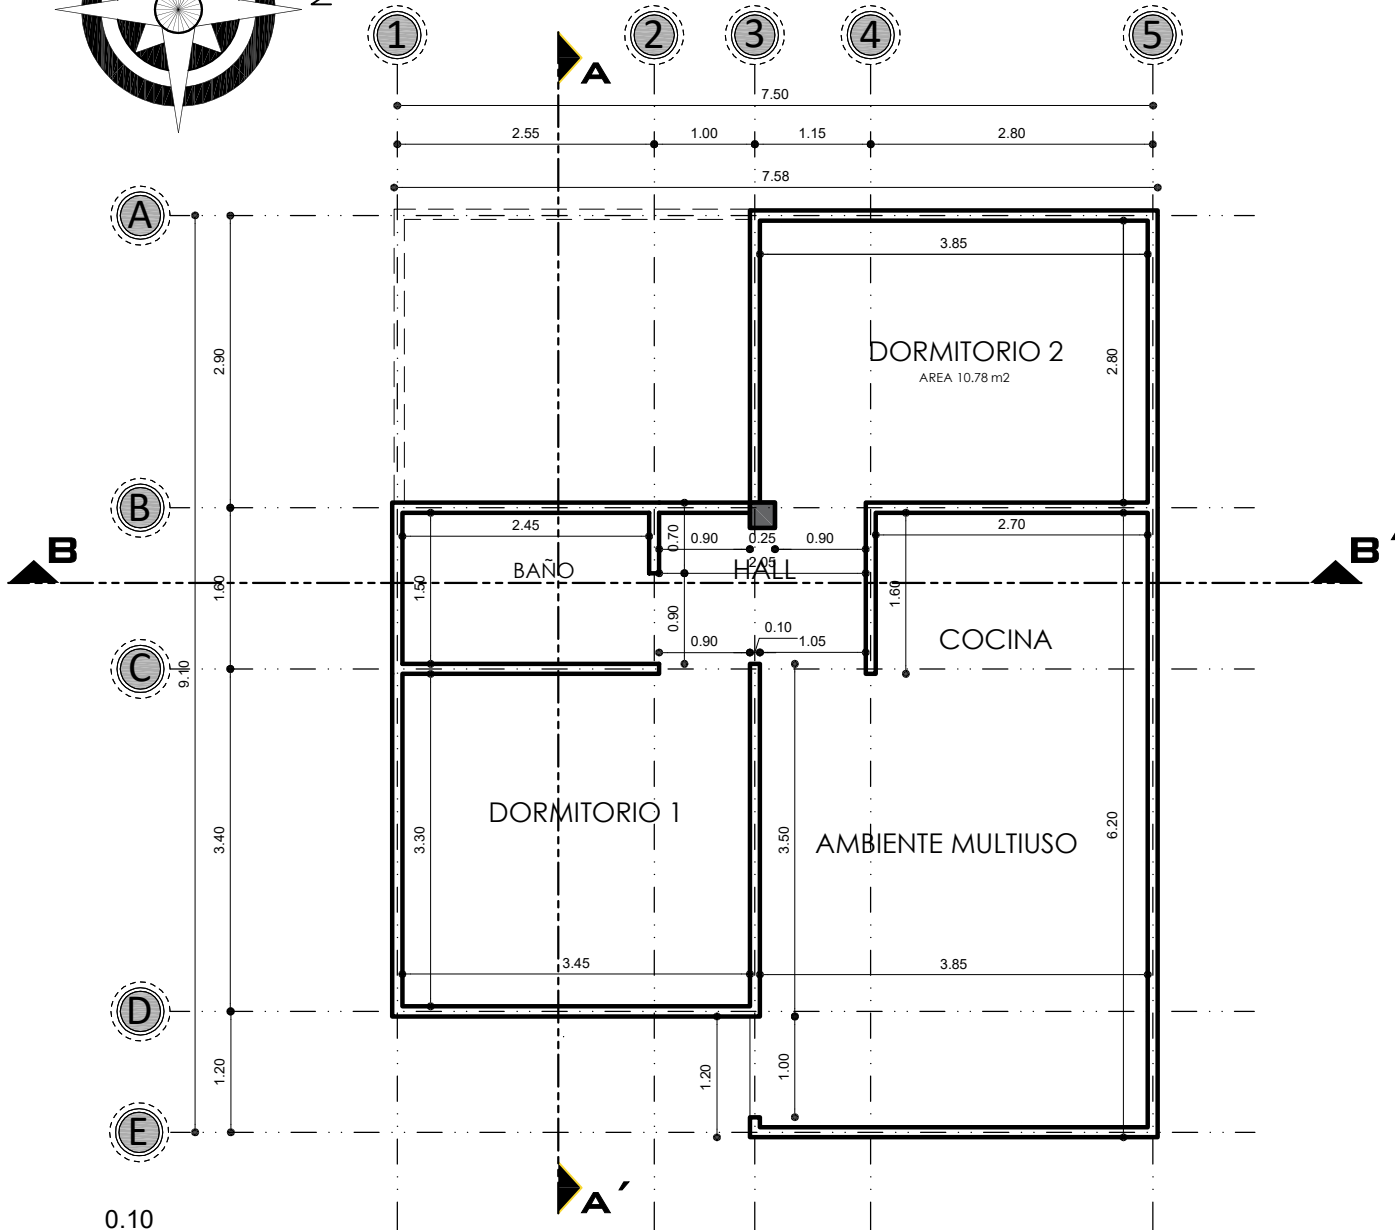 Z
1 2 3 4 5
A
7.50
2.55 1.00 1.15 2.80
7.58
A
3.85
2.90
DORMITORIO 2
AREA 10.78 m2
2.80
B
2.45 0.70 0.90 0.25 0.90 2.70
B B´
BAÑO 2.05
HALL
1.60 1.50 1.60
0.90 0.10
0.90 1.05 COCINA
C
9.10
DORMITORIO 1
3.40 3.30 3.50 AMBIENTE MULTIUSO 6.20
3.45 3.85
D
1.20 1.20 1.00
E
A´
0.10